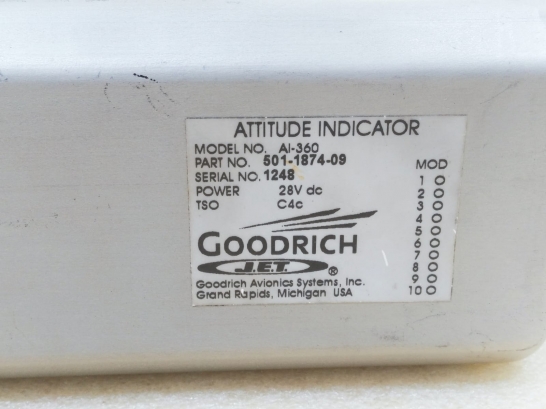 ATTITUDE INDICATOR
MODEL NO. AI-360
PART NO. 501-1874-09
SERIAL NO. 1248
POWER 28V dc
TSO C4c
MOD
1 O
2 O
3 O
4 O
5 O
6 O
7 O
8 O
9 O
10 O
GOODRICH
J.E.T. ®
Goodrich Avionics Systems, Inc.
Grand Rapids, Michigan USA